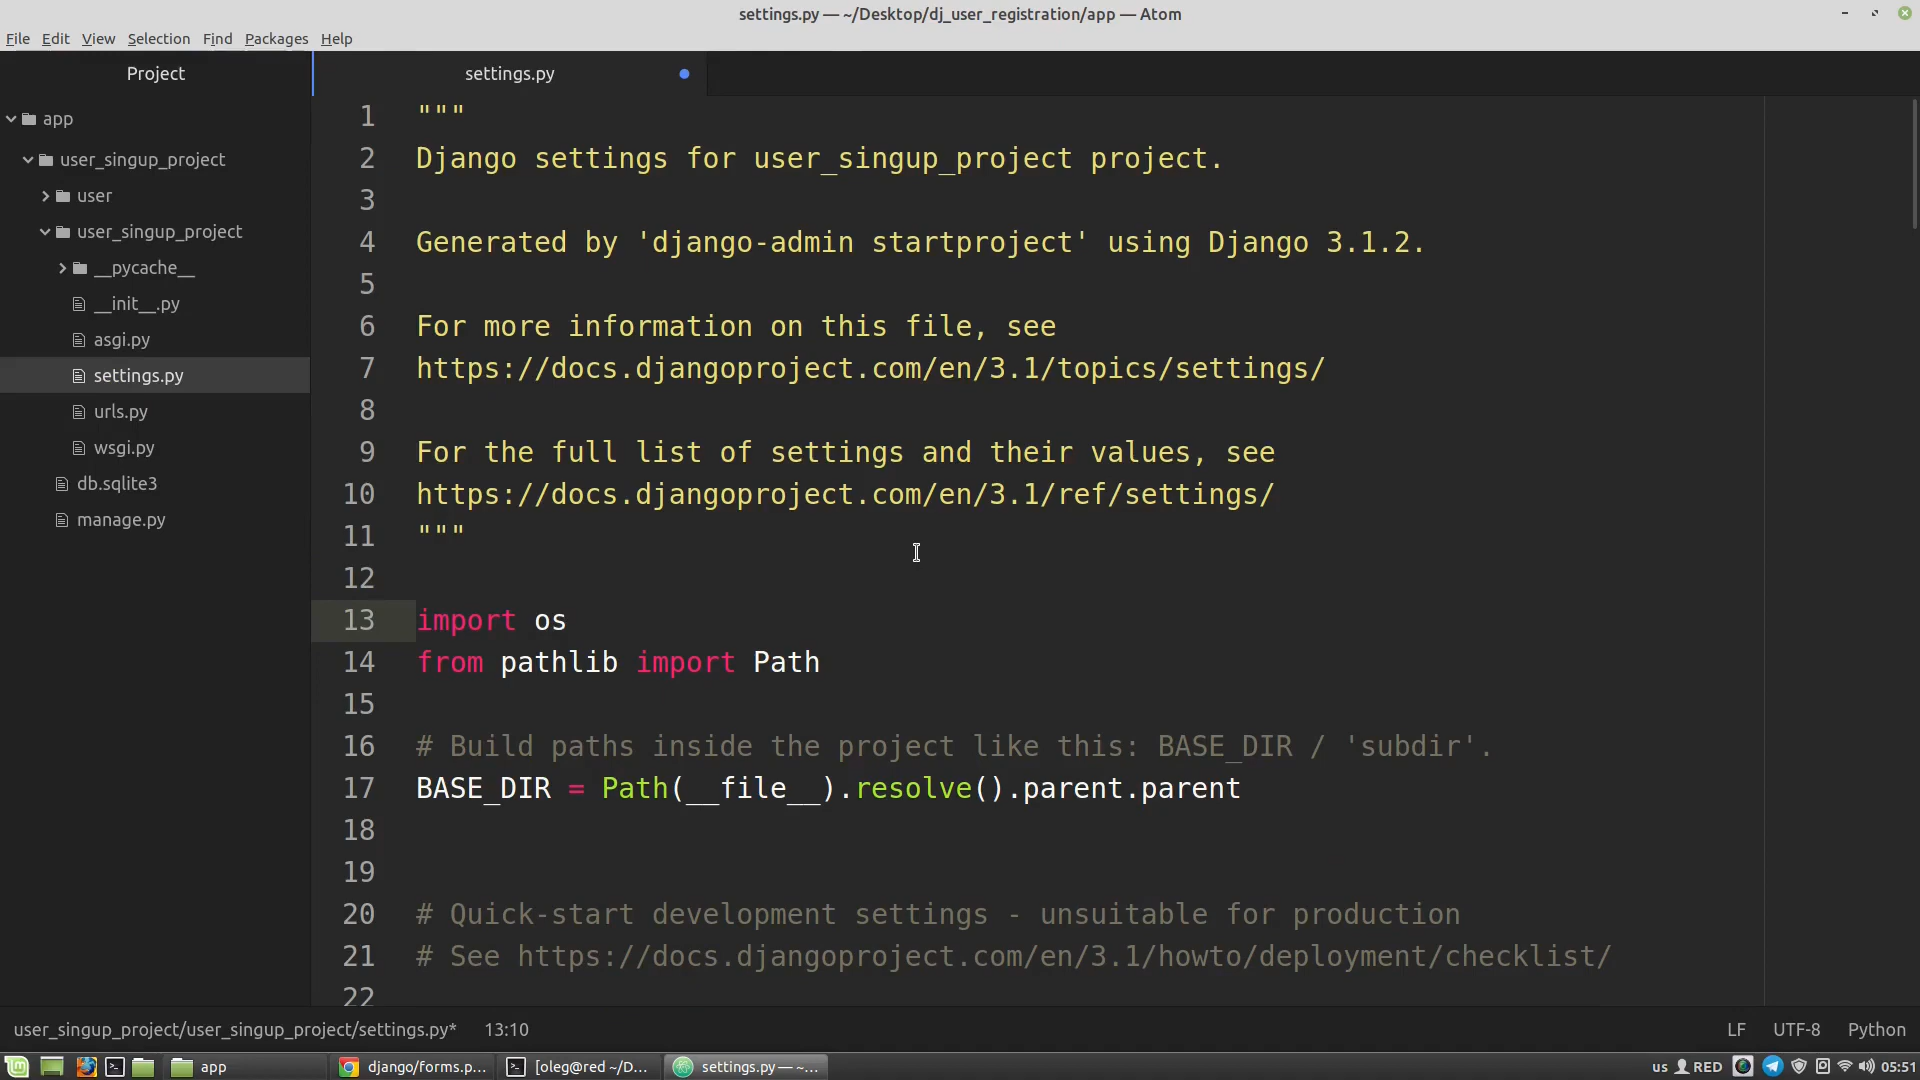 settings.py — ~/Desktop/dj_user_registration/app — Atom
File Edit View Selection Find Packages Help
Project
settings.py
app
user_singup_project
user
user_singup_project
__pycache__
__init__.py
asgi.py
settings.py
urls.py
wsgi.py
db.sqlite3
manage.py
1 """
2 Django settings for user_singup_project project.
3
4 Generated by 'django-admin startproject' using Django 3.1.2.
5
6 For more information on this file, see
7 https://docs.djangoproject.com/en/3.1/topics/settings/
8
9 For the full list of settings and their values, see
10 https://docs.djangoproject.com/en/3.1/ref/settings/
11 """
12
13 import os
14 from pathlib import Path
15
16 # Build paths inside the project like this: BASE_DIR / 'subdir'.
17 BASE_DIR = Path(__file__).resolve().parent.parent
18
19
20 # Quick-start development settings - unsuitable for production
21 # See https://docs.djangoproject.com/en/3.1/howto/deployment/checklist/
22
user_singup_project/user_singup_project/settings.py* 13:10 LF UTF-8 Python
app django/forms.p... [oleg@red ~/D... settings.py — ~... us RED 05:51